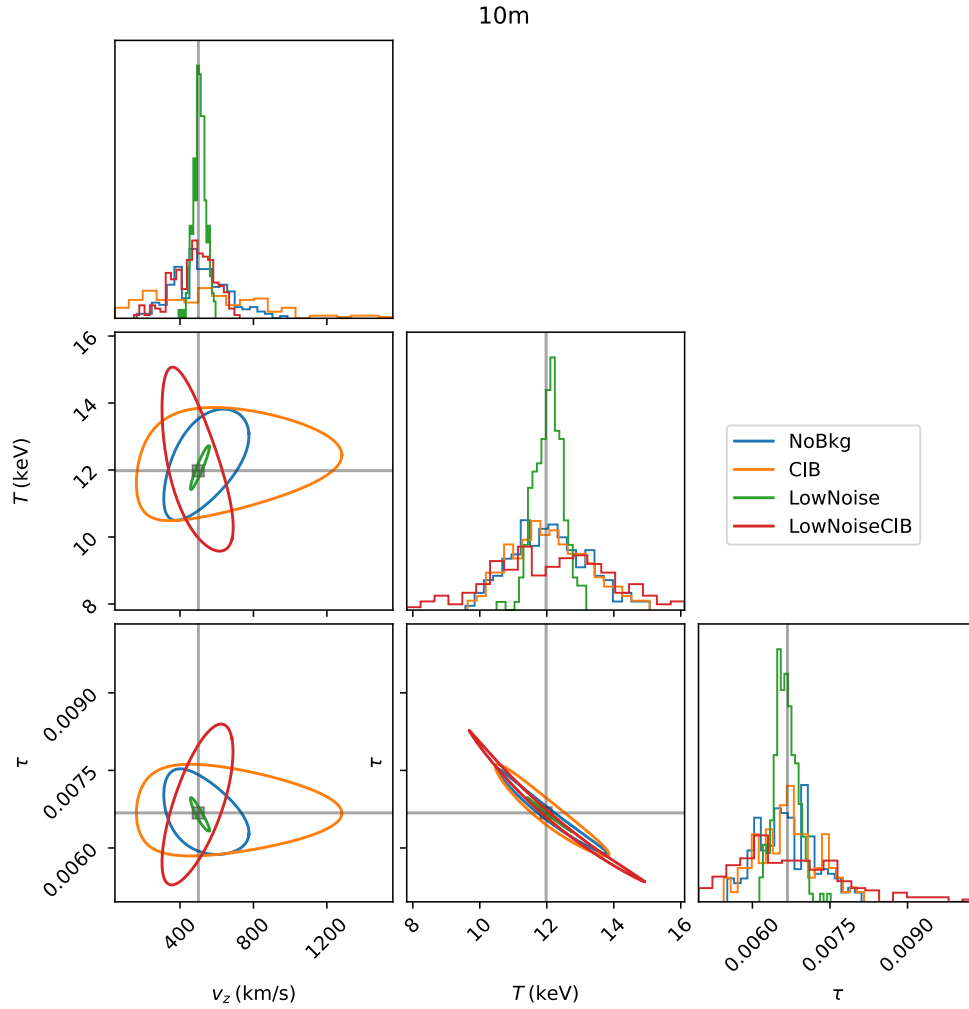 10m
T (keV)
16
14
12
10
8
NoBkg
CIB
LowNoise
LowNoiseCIB
τ
0.0090
0.0075
0.0060
τ
400
800
1200
8
10
12
14
16
0.0060
0.0075
0.0090
v_z (km/s)
T (keV)
τ